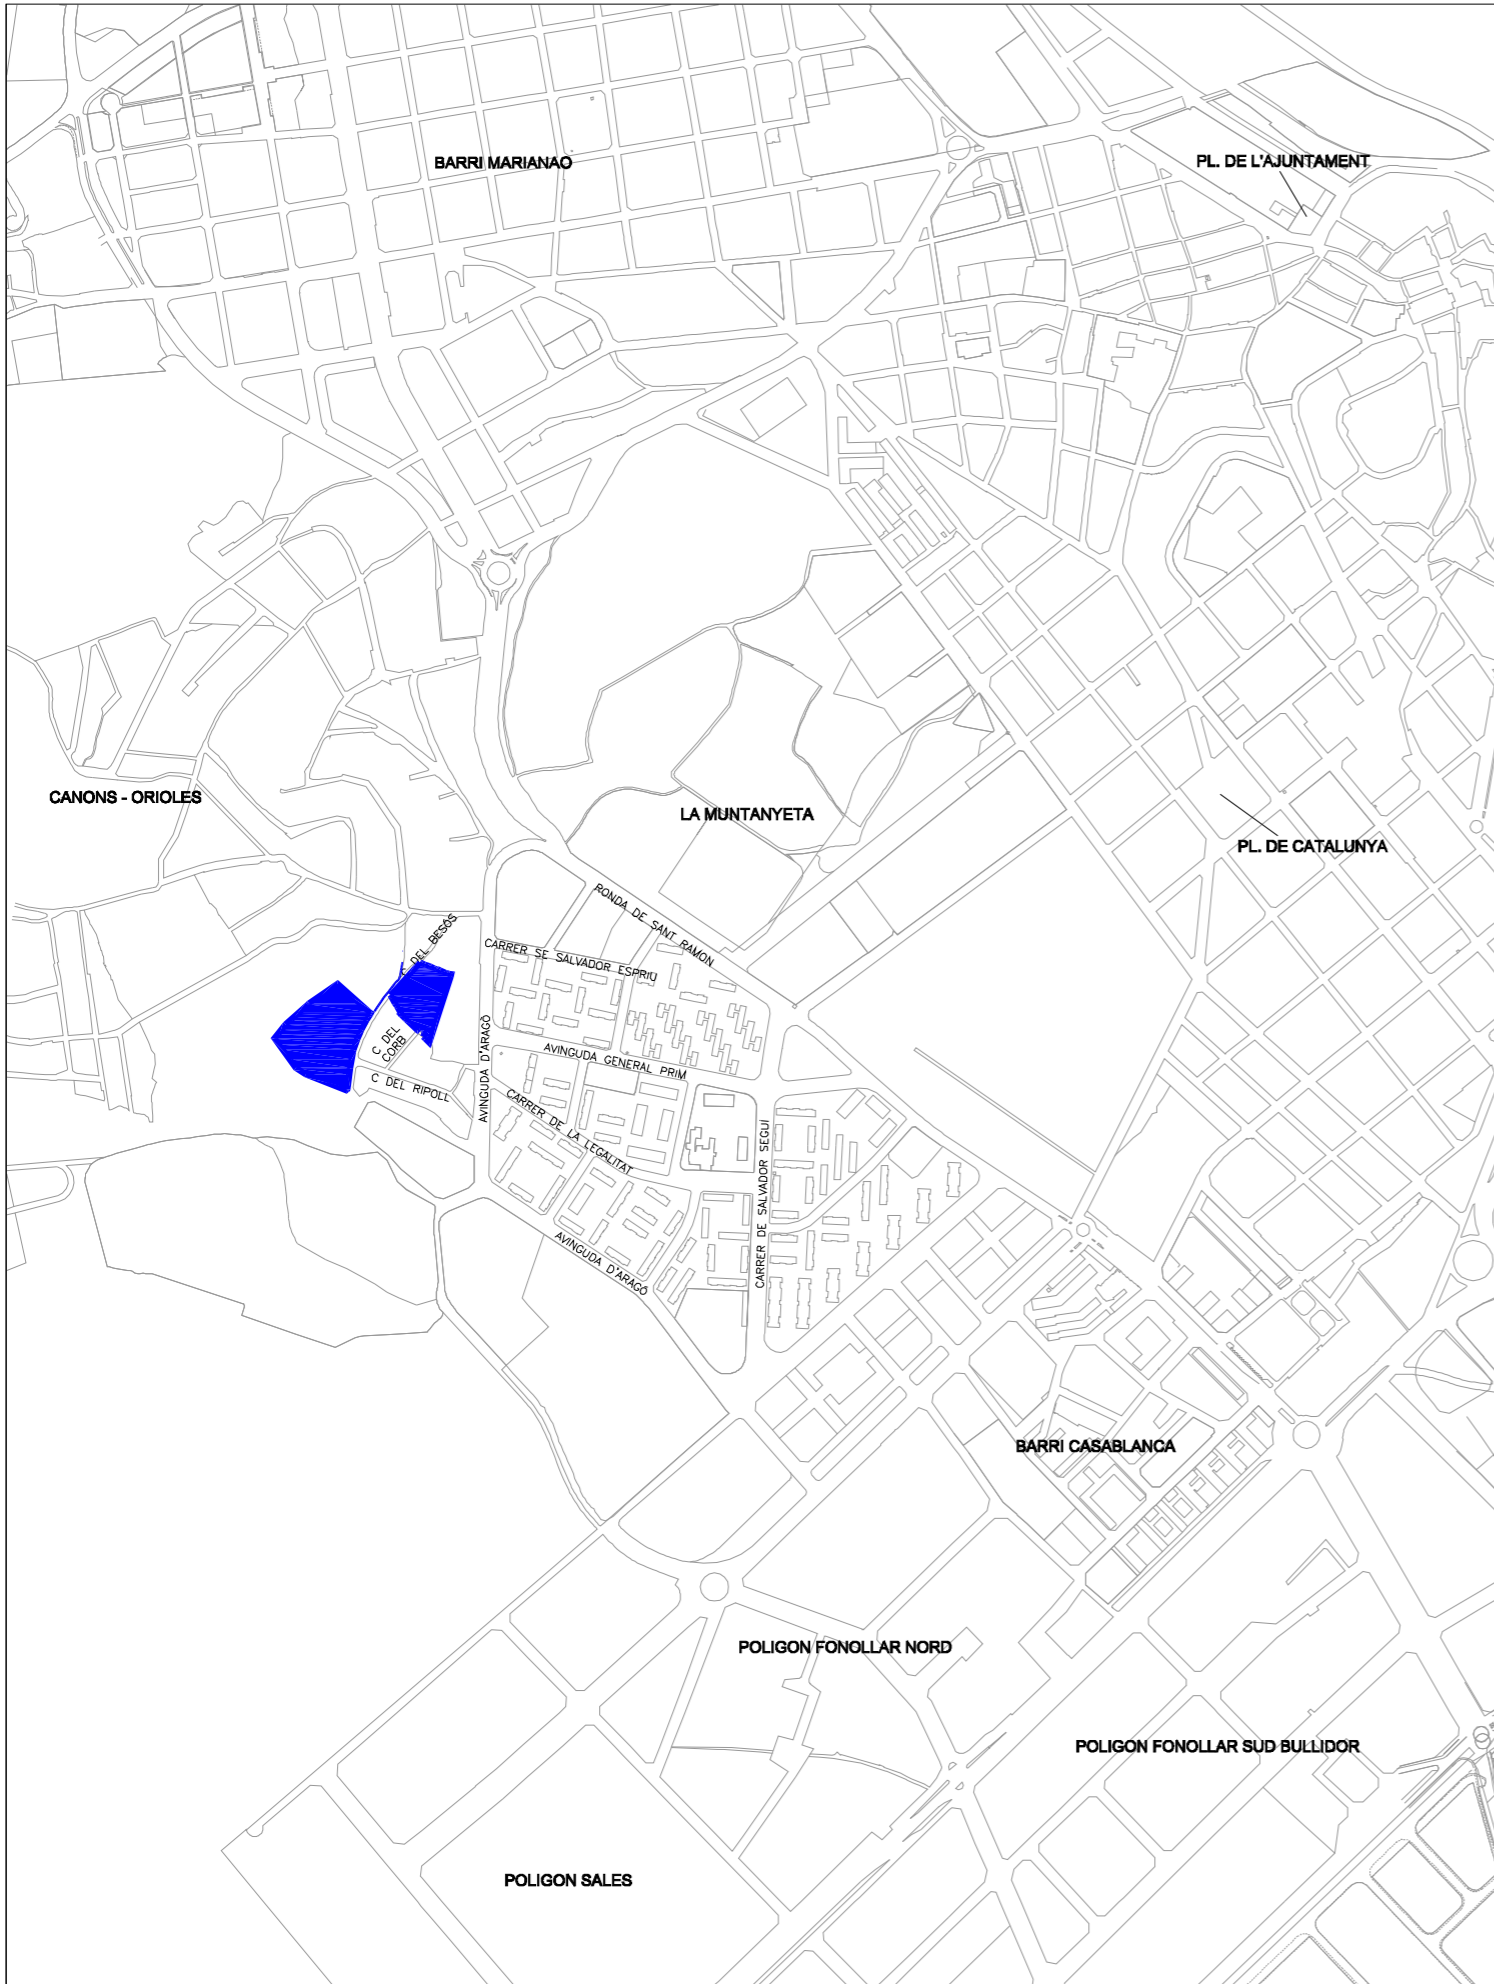 BARRI MARIANAO
PL. DE L'AJUNTAMENT
CANONS - ORIOLES
LA MUNTANYETA
PL. DE CATALUNYA
RONDA DE SANT RAMON
C DEL BESÓS
CARRER SE SALVADOR ESPRIU
C DEL
CORB
AVINGUDA D'ARAGÓ
AVINGUDA GENERAL PRIM
C DEL RIPOLL
CARRER DE LA LEGALITAT
CARRER DE SALVADOR SEGUÍ
AVINGUDA D'ARAGÓ
BARRI CASABLANCA
POLIGON FONOLLAR NORD
POLIGON FONOLLAR SUD BULLIDOR
POLIGON SALES